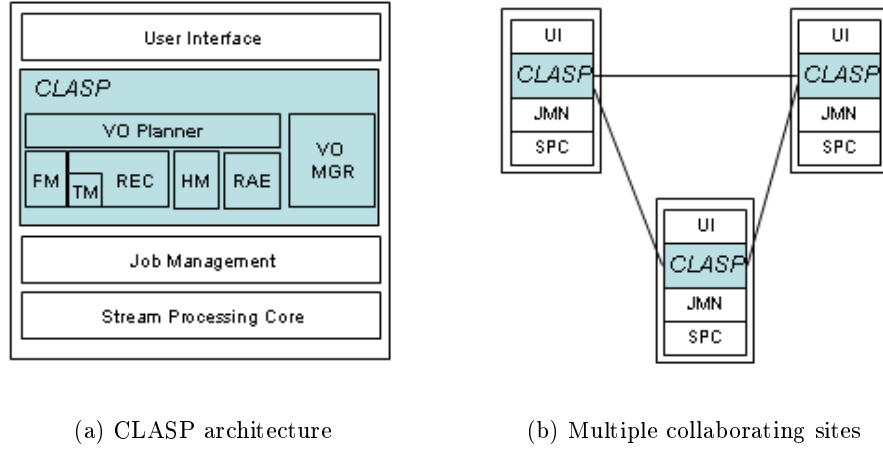 User Interface
CLASP
VO Planner
VO
MGR
FM
TM
REC
HM
RAE
Job Management
Stream Processing Core
UI
CLASP
JMN
SPC
UI
CLASP
JMN
SPC
UI
CLASP
JMN
SPC
(a) CLASP architecture
(b) Multiple collaborating sites